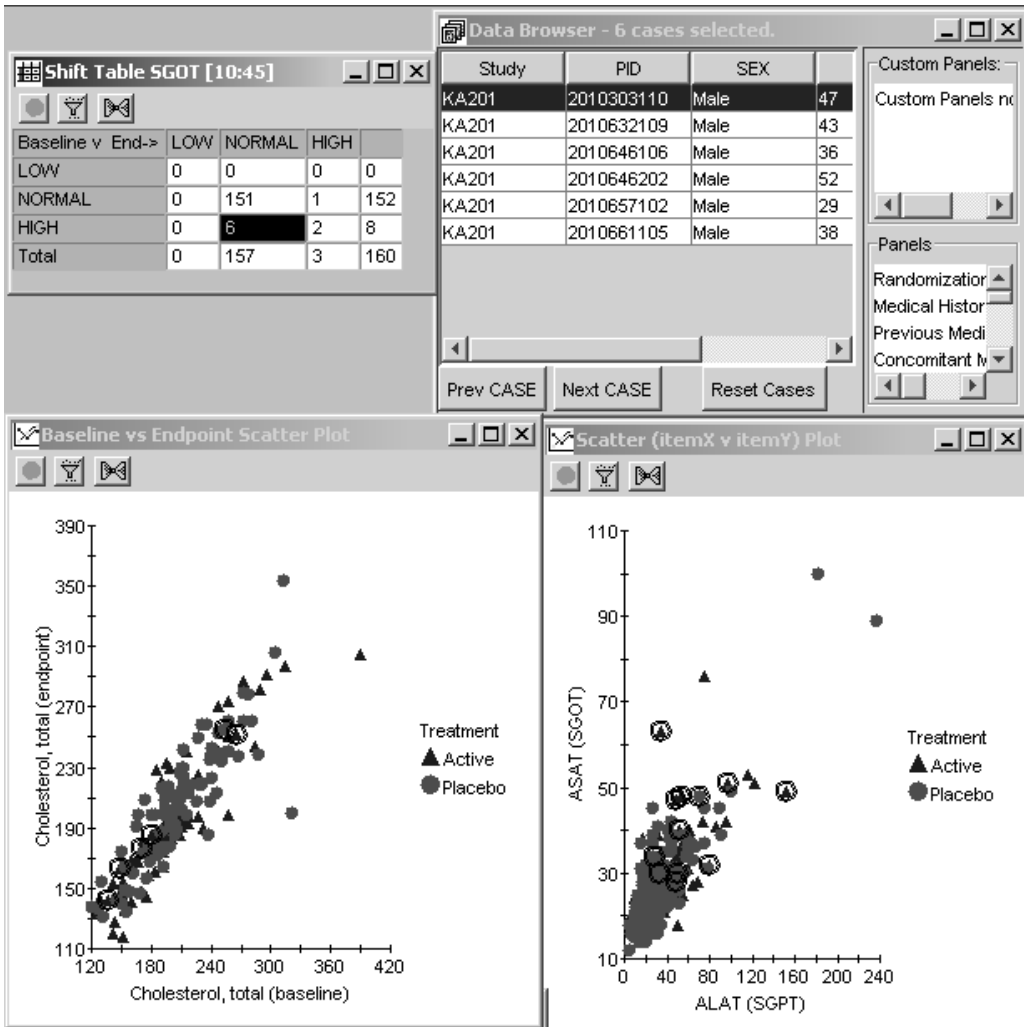 Shift Table SGOT [10:45]
Baseline v End-> LOW NORMAL HIGH
LOW 0 0 0 0
NORMAL 0 151 1 152
HIGH 0 6 2 8
Total 0 157 3 160
Data Browser - 6 cases selected.
Study PID SEX
KA201 2010303110 Male 47
KA201 2010632109 Male 43
KA201 2010646106 Male 36
KA201 2010646202 Male 52
KA201 2010657102 Male 29
KA201 2010661105 Male 38
Prev CASE Next CASE Reset Cases
Custom Panels:
Custom Panels no
Panels
Randomization
Medical Histor
Previous Medi
Concomitant M
Baseline vs Endpoint Scatter Plot
Cholesterol, total (endpoint)
390
350
310
270
230
190
150
110
120 180 240 300 360 420
Cholesterol, total (baseline)
Treatment
Active
Placebo
Scatter (itemX v itemY) Plot
ASAT (SGOT)
110
90
70
50
30
10
0 40 80 120 160 200 240
ALAT (SGPT)
Treatment
Active
Placebo